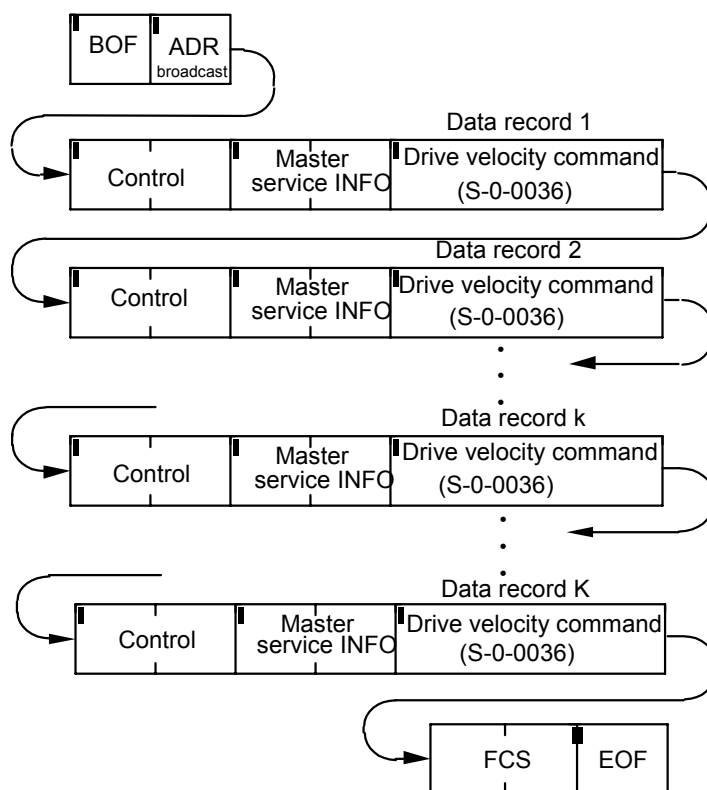 BOF ADR
broadcast
Data record 1
Control Master service INFO Drive velocity command (S-0-0036)
Data record 2
Control Master service INFO Drive velocity command (S-0-0036)
Data record k
Control Master service INFO Drive velocity command (S-0-0036)
Data record K
Control Master service INFO Drive velocity command (S-0-0036)
FCS EOF